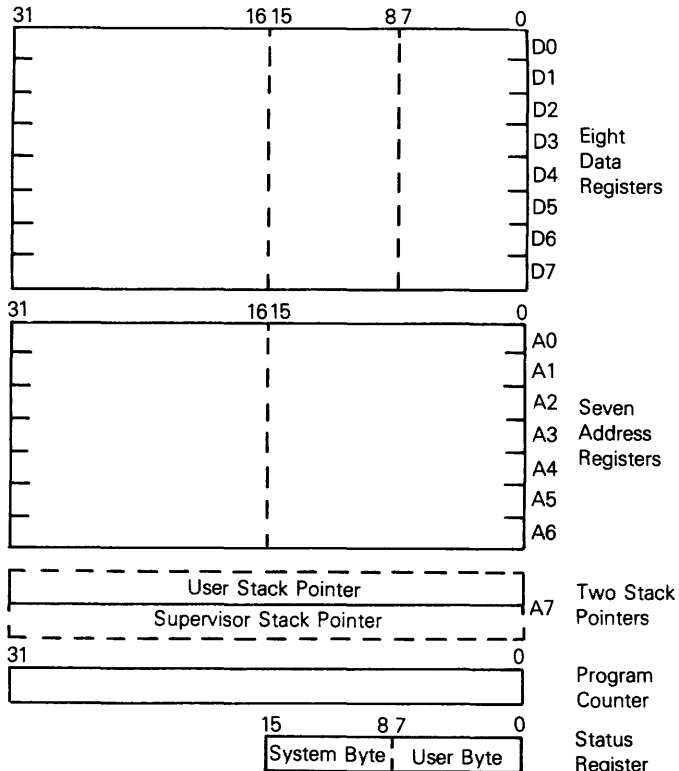 31 16 15 8 7 0
D0
D1
D2
D3
D4
D5
D6
D7
Eight
Data
Registers
31 16 15 0
A0
A1
A2
A3
A4
A5
A6
Seven
Address
Registers
User Stack Pointer
Supervisor Stack Pointer
A7
Two Stack
Pointers
31 0
Program
Counter
15 8 7 0
System Byte User Byte
Status
Register